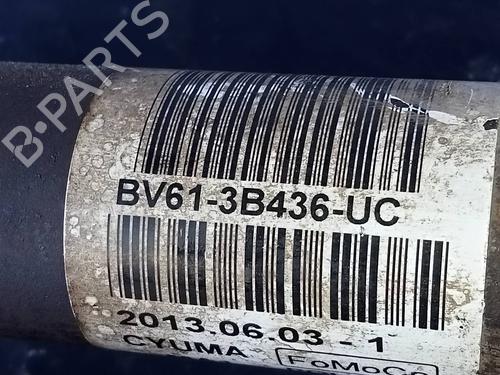 B-PARTS
BV61-3B436-UC
2013.06.03 - 1
CYUMA FoMoCo